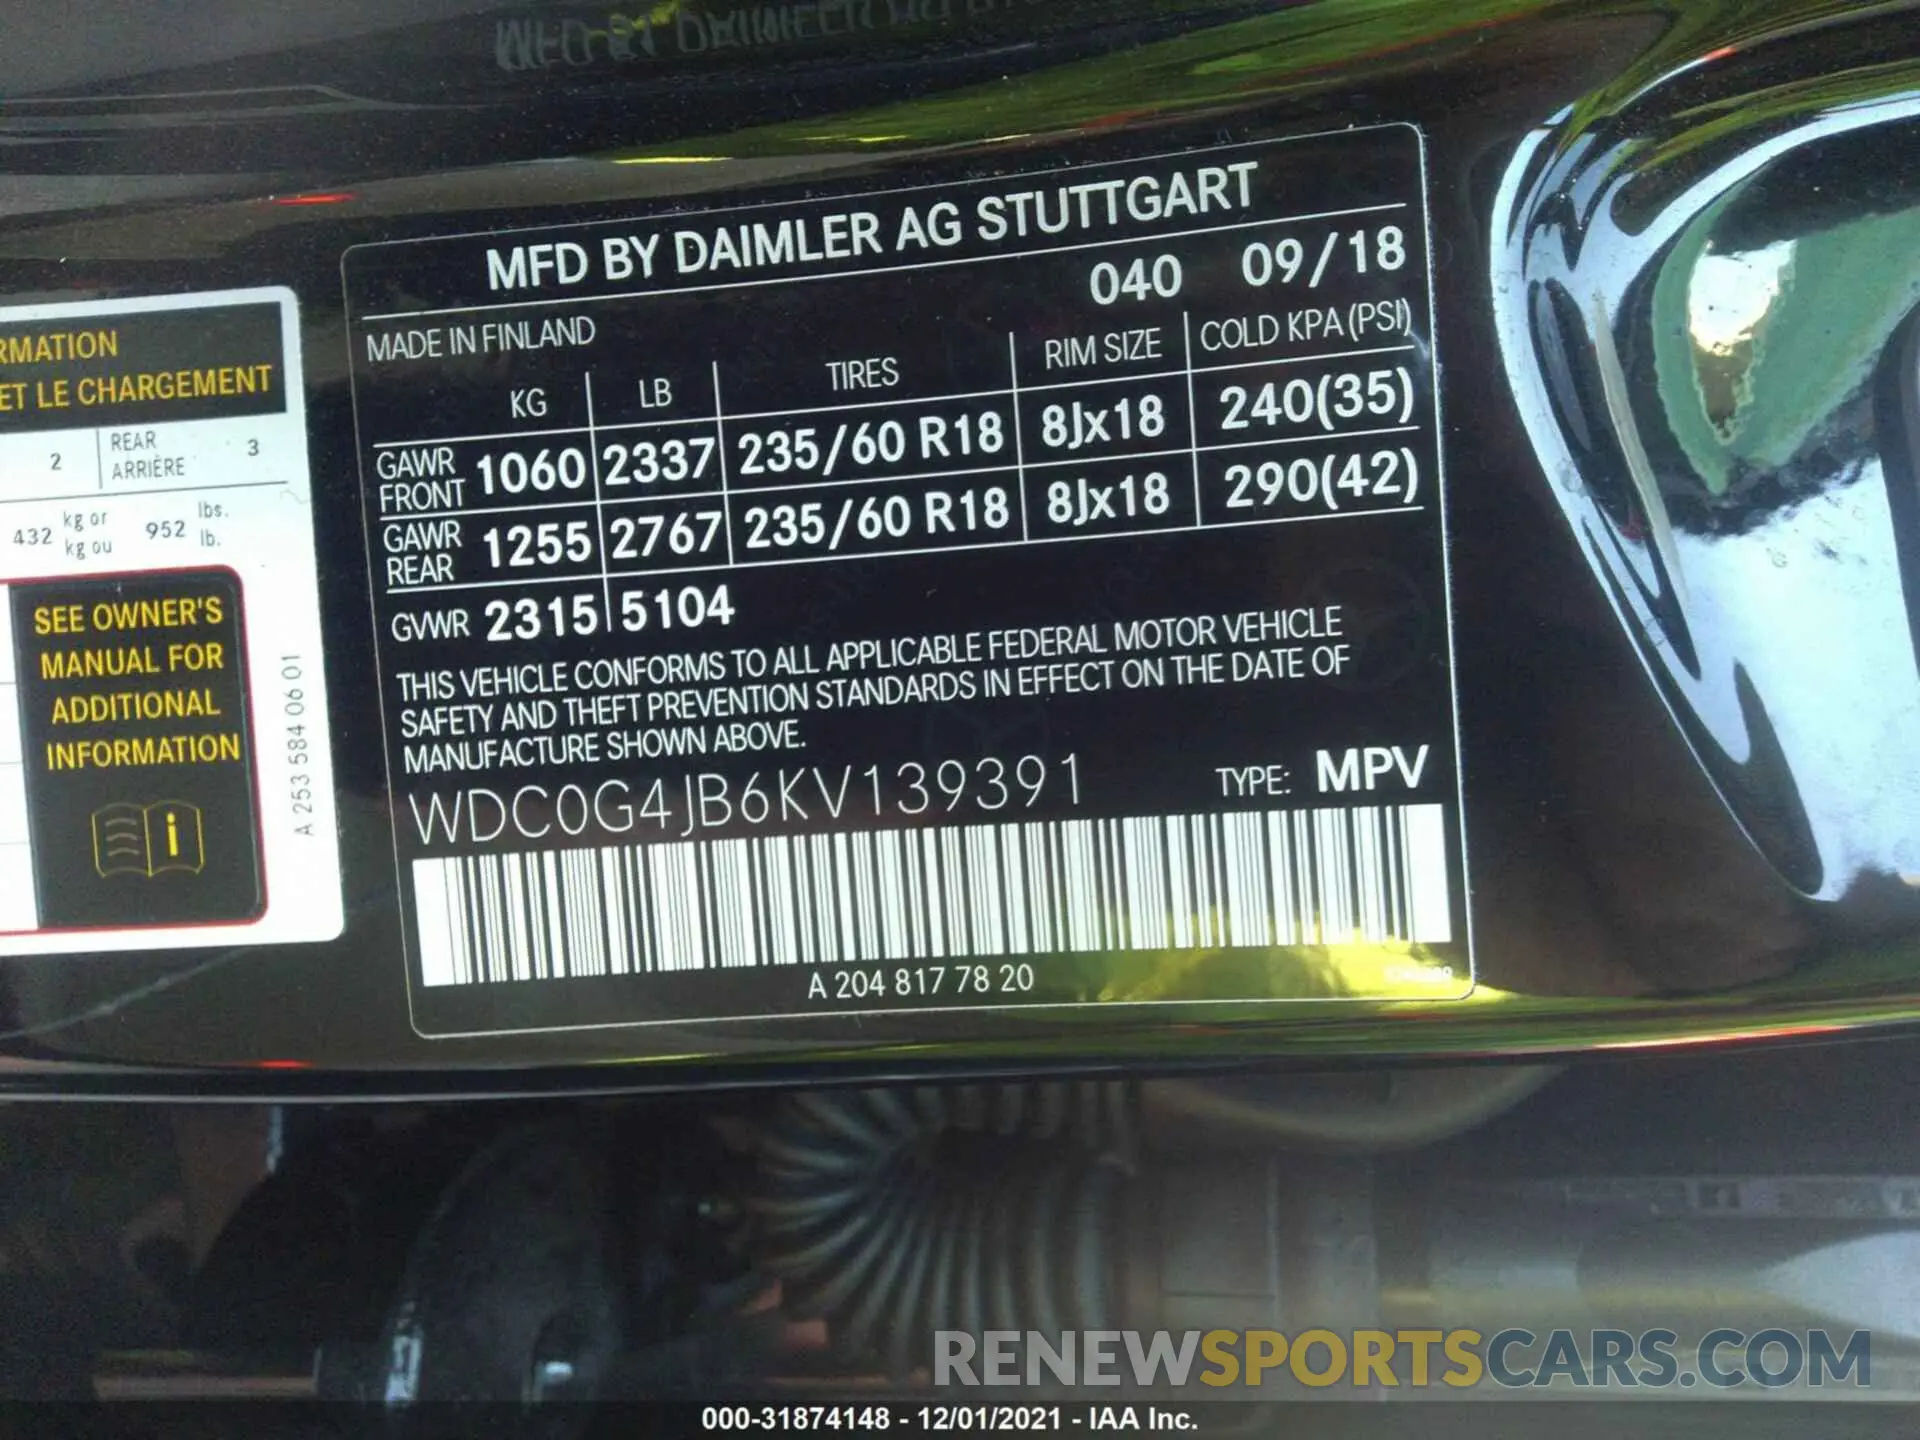 MFD BY DAIMLER AG STUTTGART
040 09/18
MADE IN FINLAND
KG LB TIRES RIM SIZE COLD KPA (PSI)
GAWR FRONT 1060 2337 235/60 R18 8Jx18 240(35)
GAWR REAR 1255 2767 235/60 R18 8Jx18 290(42)
GVWR 2315 5104
THIS VEHICLE CONFORMS TO ALL APPLICABLE FEDERAL MOTOR VEHICLE
SAFETY AND THEFT PREVENTION STANDARDS IN EFFECT ON THE DATE OF
MANUFACTURE SHOWN ABOVE.
WDC0G4JB6KV139391 TYPE: MPV
A 204 817 78 20
ET LE CHARGEMENT
2 REAR ARRIÈRE 3
432 kg or kg ou 952 lbs. lb.
SEE OWNER'S
MANUAL FOR
ADDITIONAL
INFORMATION
i
A 253 584 06 01
RENEWSPORTSCARS.COM
000-31874148 - 12/01/2021 - IAA Inc.